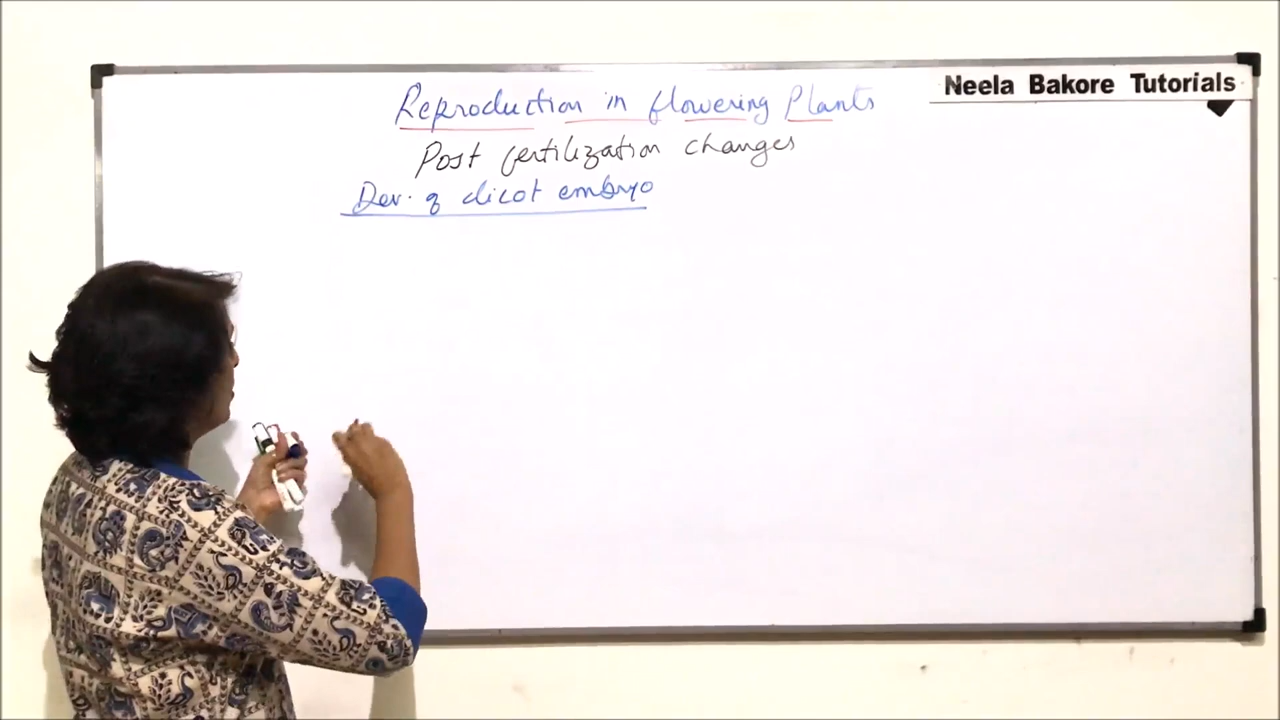 Neela Bakore Tutorials
Reproduction in flowering Plants
Post fertilization changes
Dev. of dicot embryo